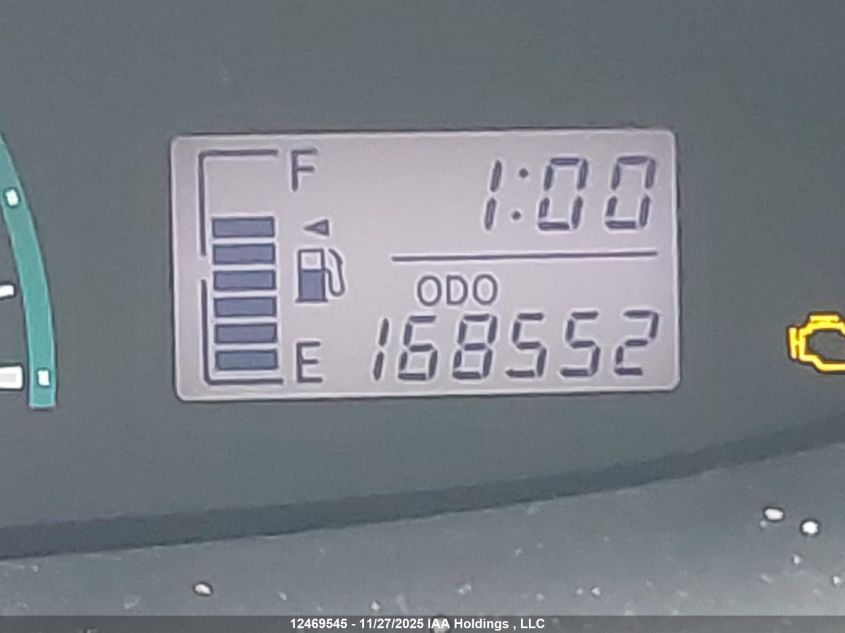 F
1:00
ODO
E 168552
12469545 - 11/27/2025 IAA Holdings , LLC